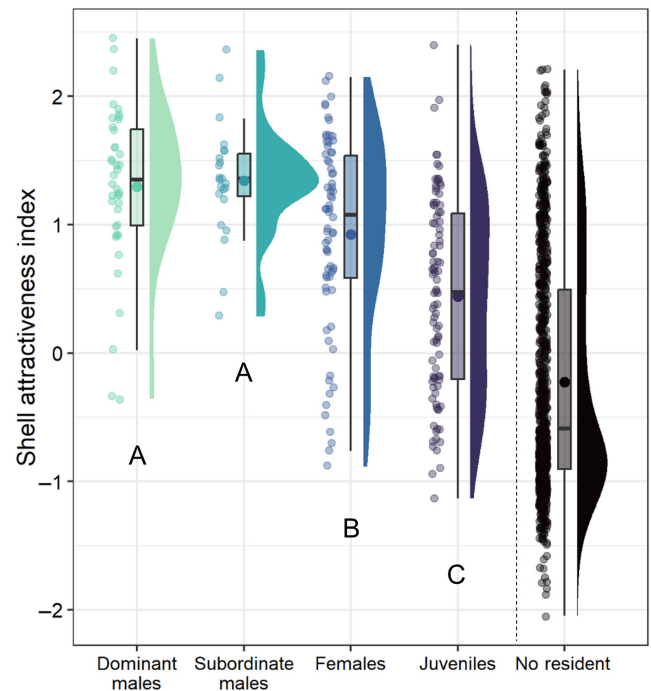 Shell attractiveness index
2
1
0
−1
−2
A
A
B
C
Dominant males
Subordinate males
Females
Juveniles
No resident